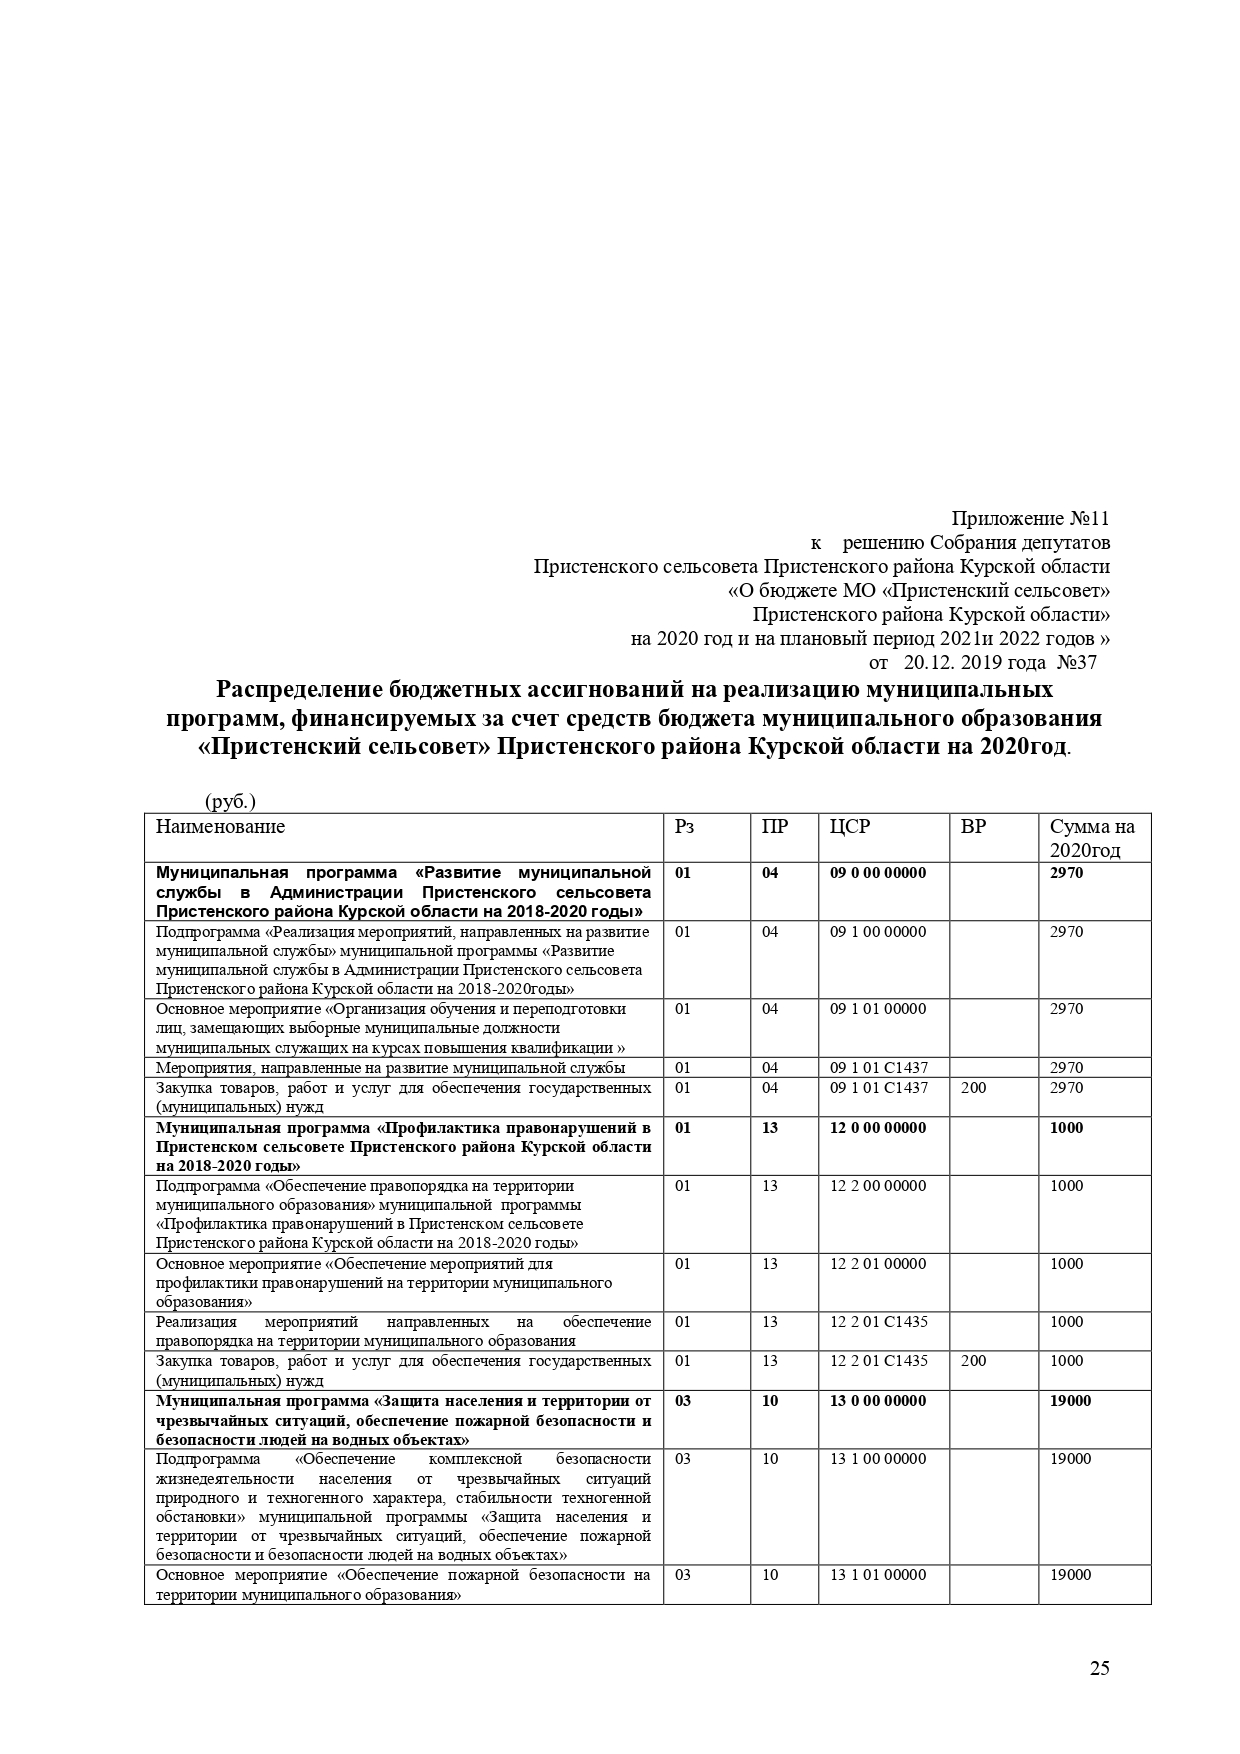 Приложение №11
к решению Собрания депутатов
Пристенского сельсовета Пристенского района Курской области
«О бюджете МО «Пристенский сельсовет»
Пристенского района Курской области»
на 2020 год и на плановый период 2021и 2022 годов »
от 20.12. 2019 года №37
Распределение бюджетных ассигнований на реализацию муниципальных
программ, финансируемых за счет средств бюджета муниципального образования
«Пристенский сельсовет» Пристенского района Курской области на 2020год.
(руб.)
Наименование Рз ПР ЦСР ВР Сумма на
2020год
Муниципальная программа «Развитие муниципальной 01 04 09 0 00 00000 2970
службы в Администрации Пристенского сельсовета
Пристенского района Курской области на 2018-2020 годы»
Подпрограмма «Реализация мероприятий, направленных на развитие 01 04 09 1 00 00000 2970
муниципальной службы» муниципальной программы «Развитие
муниципальной службы в Администрации Пристенского сельсовета
Пристенского района Курской области на 2018-2020годы»
Основное мероприятие «Организация обучения и переподготовки 01 04 09 1 01 00000 2970
лиц, замещающих выборные муниципальные должности
муниципальных служащих на курсах повышения квалификации »
Мероприятия, направленные на развитие муниципальной службы 01 04 09 1 01 С1437 2970
Закупка товаров, работ и услуг для обеспечения государственных 01 04 09 1 01 С1437 200 2970
(муниципальных) нужд
Муниципальная программа «Профилактика правонарушений в 01 13 12 0 00 00000 1000
Пристенском сельсовете Пристенского района Курской области
на 2018-2020 годы»
Подпрограмма «Обеспечение правопорядка на территории 01 13 12 2 00 00000 1000
муниципального образования» муниципальной программы
«Профилактика правонарушений в Пристенском сельсовете
Пристенского района Курской области на 2018-2020 годы»
Основное мероприятие «Обеспечение мероприятий для 01 13 12 2 01 00000 1000
профилактики правонарушений на территории муниципального
образования»
Реализация мероприятий направленных на обеспечение 01 13 12 2 01 С1435 1000
правопорядка на территории муниципального образования
Закупка товаров, работ и услуг для обеспечения государственных 01 13 12 2 01 С1435 200 1000
(муниципальных) нужд
Муниципальная программа «Защита населения и территории от 03 10 13 0 00 00000 19000
чрезвычайных ситуаций, обеспечение пожарной безопасности и
безопасности людей на водных объектах»
Подпрограмма «Обеспечение комплексной безопасности 03 10 13 1 00 00000 19000
жизнедеятельности населения от чрезвычайных ситуаций
природного и техногенного характера, стабильности техногенной
обстановки» муниципальной программы «Защита населения и
территории от чрезвычайных ситуаций, обеспечение пожарной
безопасности и безопасности людей на водных объектах»
Основное мероприятие «Обеспечение пожарной безопасности на 03 10 13 1 01 00000 19000
территории муниципального образования»
25